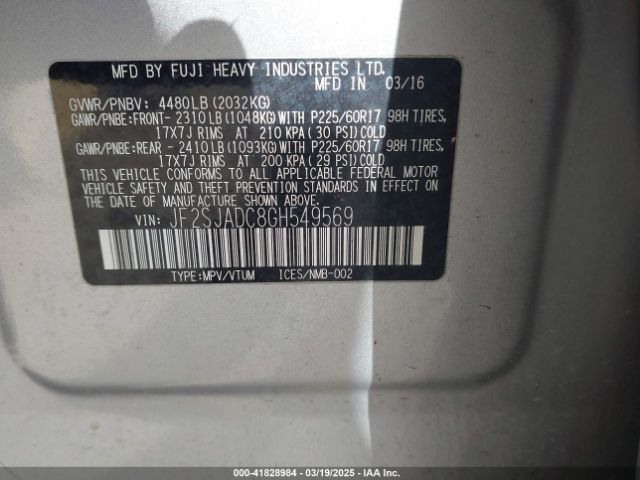 MFD BY FUJI HEAVY INDUSTRIES LTD.
MFD IN 03/16
GVWR/PNBV: 4480LB(2032KG)
GAWR/PNBE:FRONT- 2310LB(1048KG)WITH P225/60R17 98H TIRES,
17X7J RIMS AT 210 KPA(30 PSI)COLD
GAWR/PNBE:REAR - 2410LB(1093KG)WITH P225/60R17 98H TIRES,
17X7J RIMS AT 200 KPA(29 PSI)COLD
THIS VEHICLE CONFORMS TO ALL APPLICABLE FEDERAL MOTOR
VEHICLE SAFETY AND THEFT PREVENTION STANDARDS IN EFFECT ON
THE DATE OF MANUFACTURE SHOWN ABOVE.
VIN: JF2SJADC8GH549569
TYPE:MPV/VTUM ICES/NMB-002
000-41828984 - 03/19/2025 - IAA Inc.